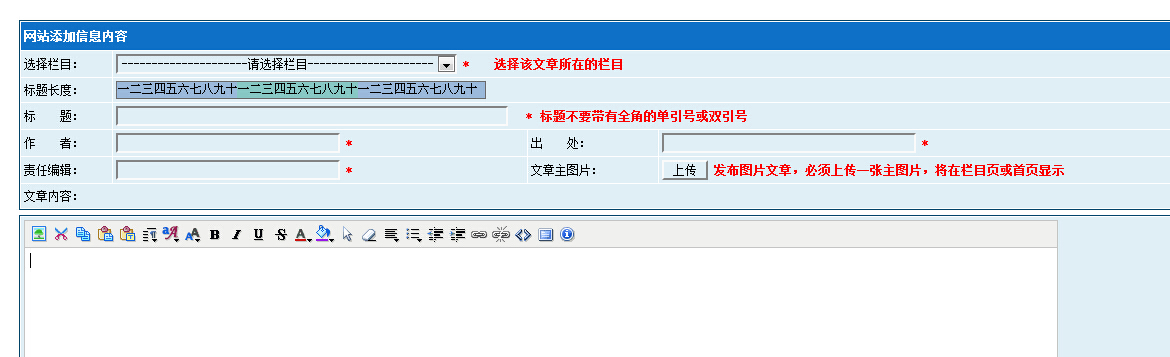 网站添加信息内容
选择栏目: ---------------------请选择栏目--------------------- * 选择该文章所在的栏目
标题长度: 一二三四五六七八九十一二三四五六七八九十一二三四五六七八九十
标 题: * 标题不要带有全角的单引号或双引号
作 者: * 出 处: *
责任编辑: * 文章主图片: 上传 发布图片文章，必须上传一张主图片，将在栏目页或首页显示
文章内容: